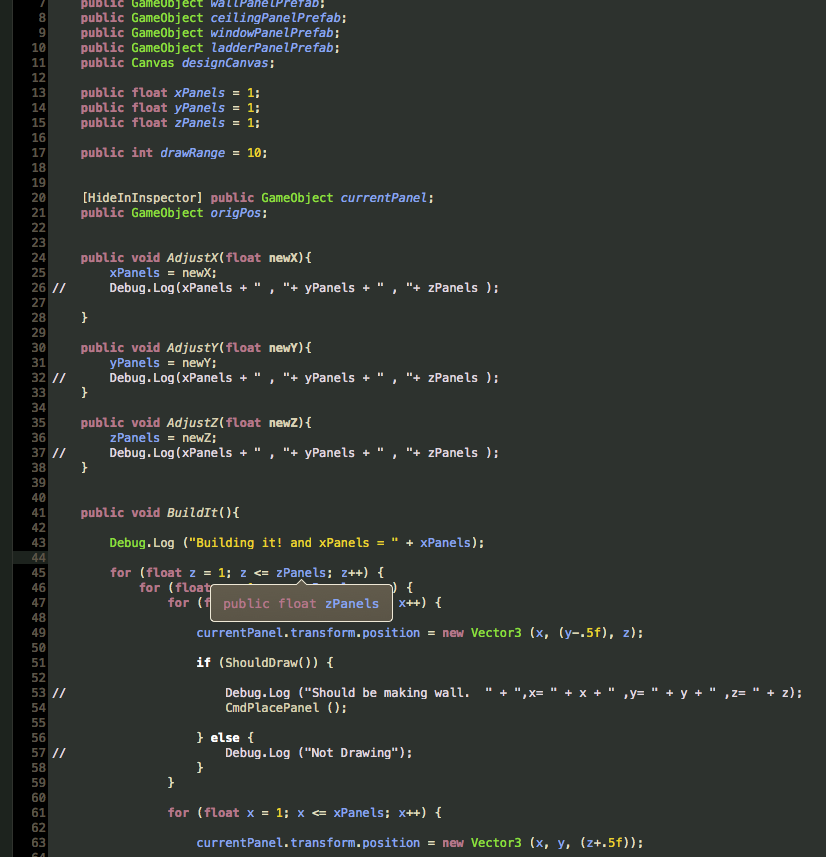 7 public GameObject wallPanelPrefab;
8 public GameObject ceilingPanelPrefab;
9 public GameObject windowPanelPrefab;
10 public GameObject ladderPanelPrefab;
11 public Canvas designCanvas;
12
13 public float xPanels = 1;
14 public float yPanels = 1;
15 public float zPanels = 1;
16
17 public int drawRange = 10;
18
19
20 [HideInInspector] public GameObject currentPanel;
21 public GameObject origPos;
22
23
24 public void AdjustX(float newX){
25 xPanels = newX;
26 // Debug.Log(xPanels + " , "+ yPanels + " , "+ zPanels );
27
28 }
29
30 public void AdjustY(float newY){
31 yPanels = newY;
32 // Debug.Log(xPanels + " , "+ yPanels + " , "+ zPanels );
33 }
34
35 public void AdjustZ(float newZ){
36 zPanels = newZ;
37 // Debug.Log(xPanels + " , "+ yPanels + " , "+ zPanels );
38 }
39
40
41 public void BuildIt(){
42
43 Debug.Log ("Building it! and xPanels = " + xPanels);
44
45 for (float z = 1; z <= zPanels; z++) {
46 for (float ) {
47 for (f x++) {
public float zPanels
48
49 currentPanel.transform.position = new Vector3 (x, (y-.5f), z);
50
51 if (ShouldDraw()) {
52
53 // Debug.Log ("Should be making wall.  " + ",x= " + x + " ,y= " + y + " ,z= " + z);
54 CmdPlacePanel ();
55
56 } else {
57 // Debug.Log ("Not Drawing");
58 }
59 }
60
61 for (float x = 1; x <= xPanels; x++) {
62
63 currentPanel.transform.position = new Vector3 (x, y, (z+.5f));